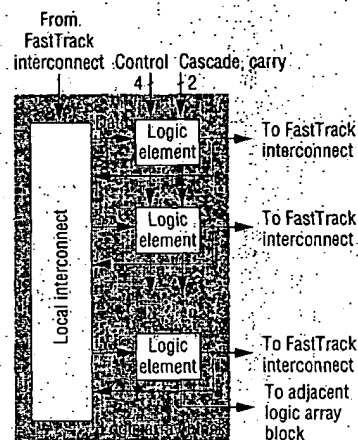 From
FastTrack
interconnect Control Cascade, carry
4 2
Logic
element
To FastTrack
interconnect
Local interconnect
Logic
element
To FastTrack
interconnect
Logic
element
To FastTrack
interconnect
To adjacent
logic array
block